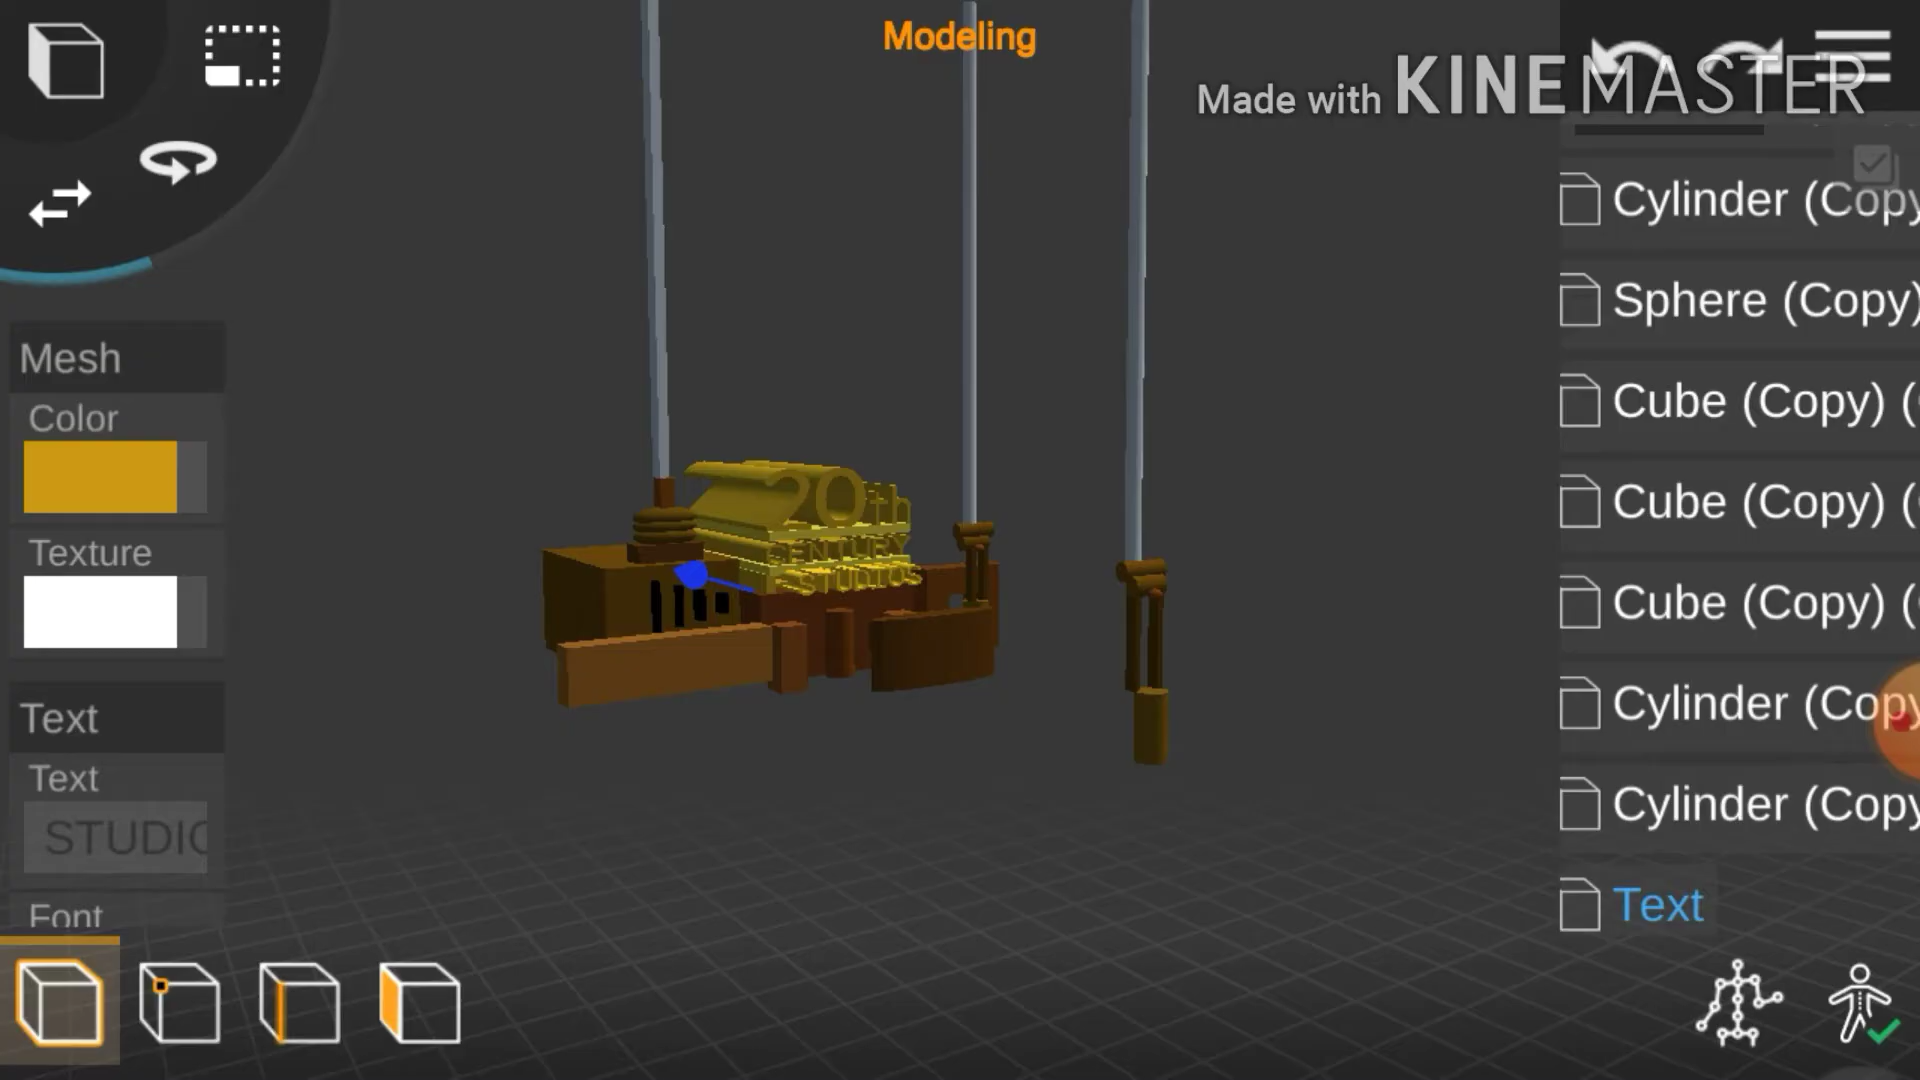 Modeling
Made with KINEMASTER
Mesh
Color
Texture
Text
Text
STUDIO
Font
20th
CENTURY
STUDIOS
Cylinder (Copy
Sphere (Copy)
Cube (Copy) (
Cube (Copy) (
Cube (Copy) (
Cylinder (Copy
Cylinder (Copy
Text